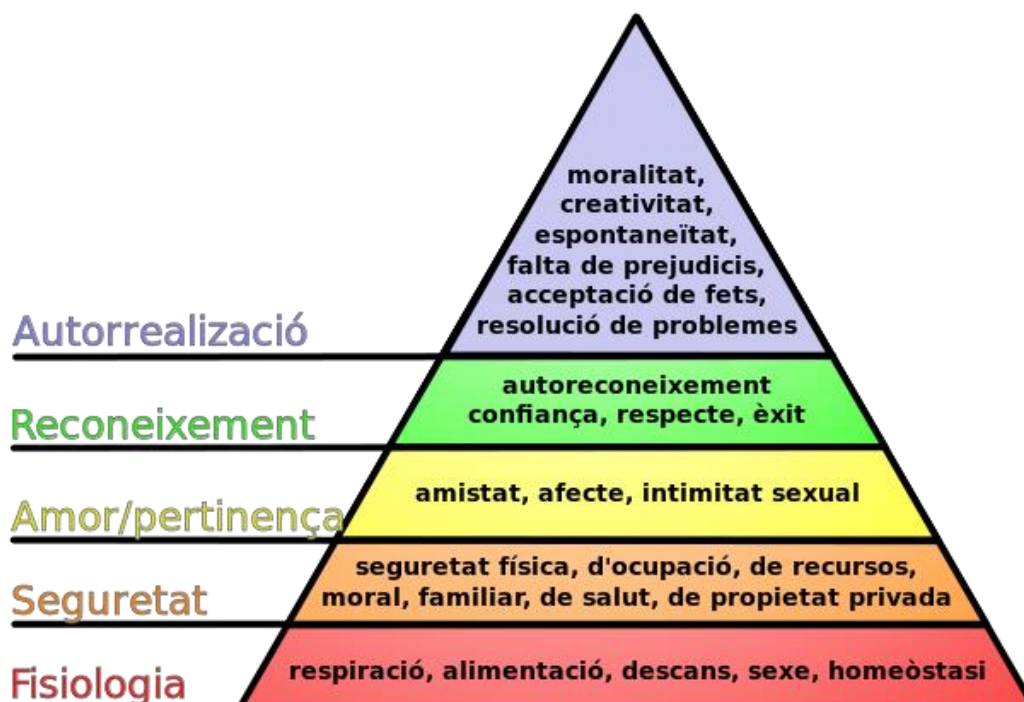 moralitat,
creativitat,
espontaneïtat,
falta de prejudicis,
acceptació de fets,
resolució de problemes
Autorrealizació
autoreconeixement
confiança, respecte, èxit
Reconeixement
amistat, afecte, intimitat sexual
Amor/pertinença
seguretat física, d'ocupació, de recursos,
moral, familiar, de salut, de propietat privada
Seguretat
respiració, alimentació, descans, sexe, homeòstasi
Fisiologia